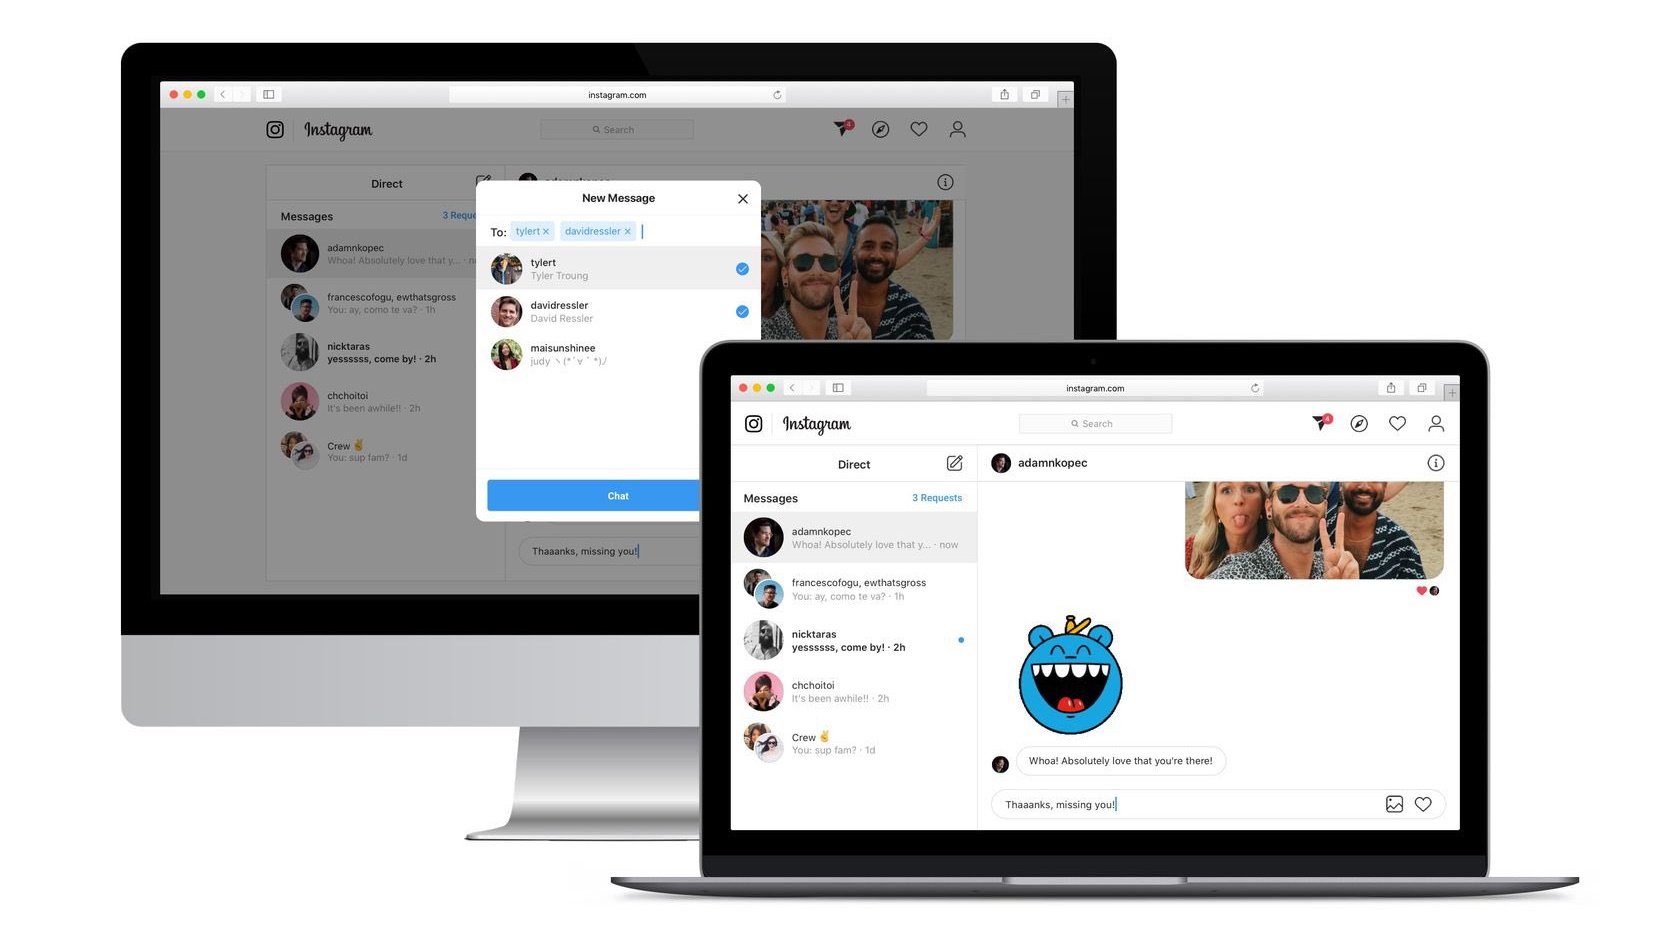 instagram.com
Instagram
Search
4
Direct
Messages
3 Reque
adamnkopec
Whoa! Absolutely love that y... ·
francescofogu, ewthatsgross
You: ay, como te va? · 1h
nicktaras
yessssss, come by! · 2h
chchoitoi
It's been awhile!! · 2h
Crew ✌️
You: sup fam? · 1d
New Message
To: tylert × davidressler ×
tylert
Tyler Troung
davidressler
David Ressler
maisunshinee
judy ヽ(*ˇ∀ˇ*)ﾉ
Chat
Thaaanks, missing you!
instagram.com
Instagram
Search
4
Direct
adamnkopec
Messages
3 Requests
adamnkopec
Whoa! Absolutely love that y... · now
francescofogu, ewthatsgross
You: ay, como te va? · 1h
nicktaras
yessssss, come by! · 2h
chchoitoi
It's been awhile!! · 2h
Crew ✌️
You: sup fam? · 1d
Whoa! Absolutely love that you're there!
Thaaanks, missing you!